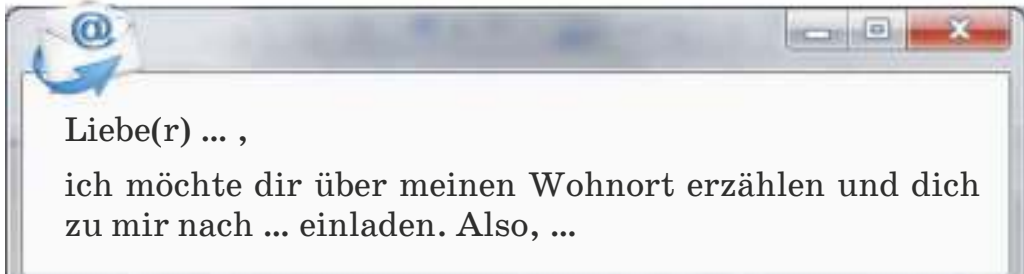 Liebe(r) ... ,
ich möchte dir über meinen Wohnort erzählen und dich
zu mir nach ... einladen. Also, ...